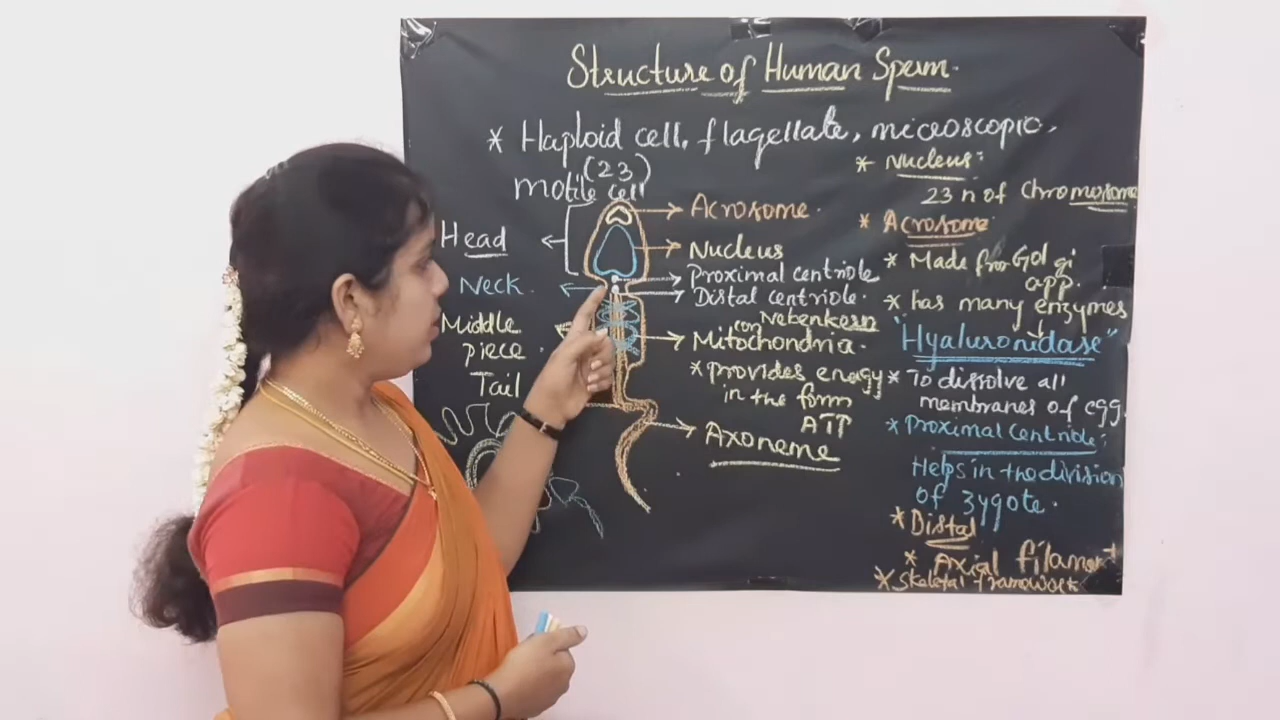 Structure of Human Sperm.
* Haploid cell, flagellate, microscopic,
(23)
motile cell
Head
Neck.
Middle
piece
Tail
Acrosome.
Nucleus
Proximal centriole
Distal centriole.
(on Nebenkern
Mitochondria.
* provides energy
in the form
ATP
Axoneme
* Nucleus:
23 n of chromosome
* Acrosome
* Made from Golgi
app.
* has many enzymes
"Hyaluronidase"
* To dissolve all
membranes of egg.
* Proximal Centriole:
Helps in the division
of zygote.
* Distal
* Axial filament
* Skeletal framework